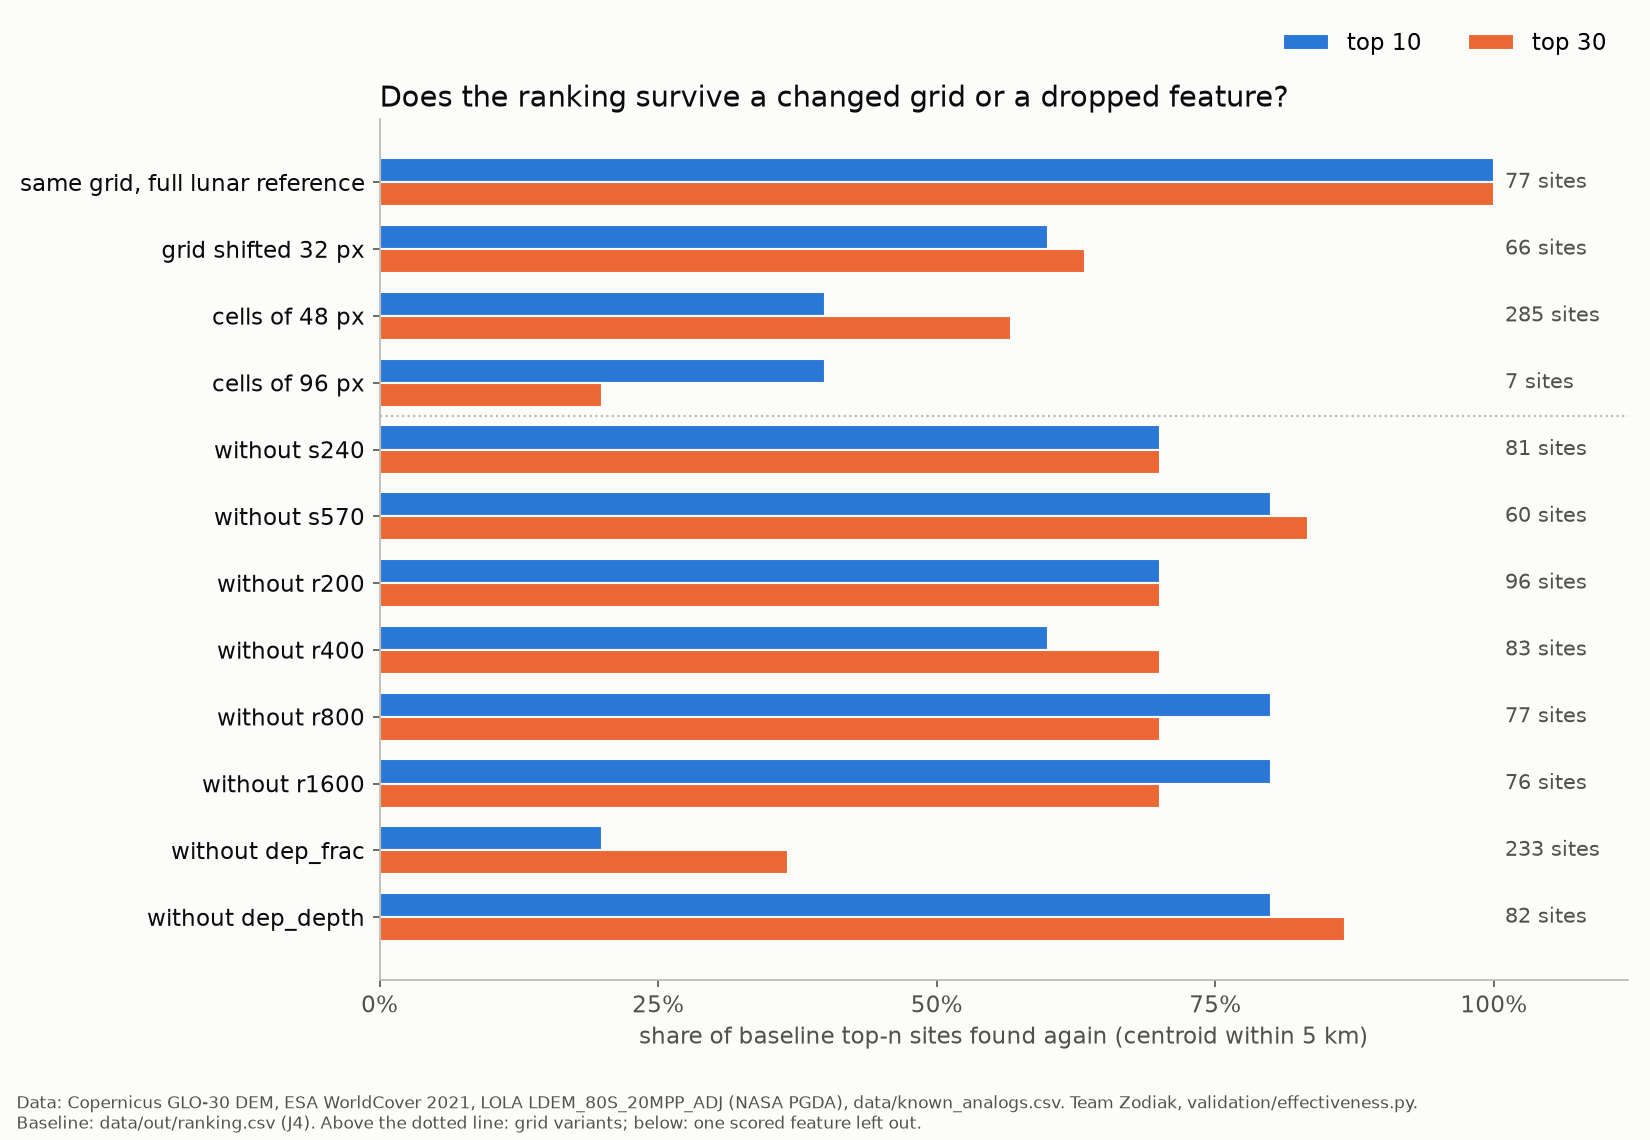 top 10
top 30
Does the ranking survive a changed grid or a dropped feature?
same grid, full lunar reference
77 sites
grid shifted 32 px
66 sites
cells of 48 px
285 sites
cells of 96 px
7 sites
without s240
81 sites
without s570
60 sites
without r200
96 sites
without r400
83 sites
without r800
77 sites
without r1600
76 sites
without dep_frac
233 sites
without dep_depth
82 sites
0%
25%
50%
75%
100%
share of baseline top-n sites found again (centroid within 5 km)
Data: Copernicus GLO-30 DEM, ESA WorldCover 2021, LOLA LDEM_80S_20MPP_ADJ (NASA PGDA), data/known_analogs.csv. Team Zodiak, validation/effectiveness.py.
Baseline: data/out/ranking.csv (J4). Above the dotted line: grid variants; below: one scored feature left out.